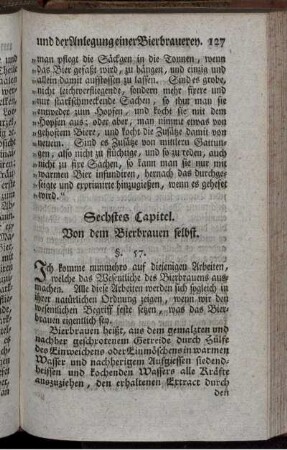 und der Anlegung einer Bierbrauerey. 127
"man pflegt die Säckgen in die Tonnen, wenn
"das Bier gefaßt wird, zu hängen, und einzig und
"allein damit ausstossen zu lassen. Sind es grobe,
"nicht leichtverfliegende, sondern mehr fixere und
"nur starkschmeckende Sachen, so thut man sie
"entweder zum Hopfen, und kocht sie mit dem
"Hopfen aus: oder aber, man nimmt etwas von
"gehopftem Biere, und kocht die Zusätze damit von
"neuem. Sind es Zusätze von mittlern Gattun-
"gen, also nicht zu flüchtige, und so zu reden, auch
"nicht zu fixe Sachen, so kann man sie nur mit
"warmen Bier infundiren, hernach das durchge-
"seigte und exprimirte hinzugießen, wenn es gehefet
"wird."
Sechstes Capitel.
Von dem Bierbrauen selbst.
§. 57.
Ich komme nunmehro auf diejenigen Arbeiten,
welche das Wesentliche des Bierbrauens aus-
machen. Alle diese Arbeiten werden sich sogleich in
ihrer natürlichen Ordnung zeigen, wenn wir den
wesentlichen Begriff feste setzen, was das Bier-
brauen eigentlich sey.
Bierbrauen heißt, aus dem gemalzten und
nachher geschrotenem Getreide durch Hülfe
des Einweichens oder Einmöschens in warmen
Wasser und nachherigem Aufgiessen siedend-
heissen und kochenden Wassers alle Kräfte
auszuziehen, den erhaltenen Extract durch
den